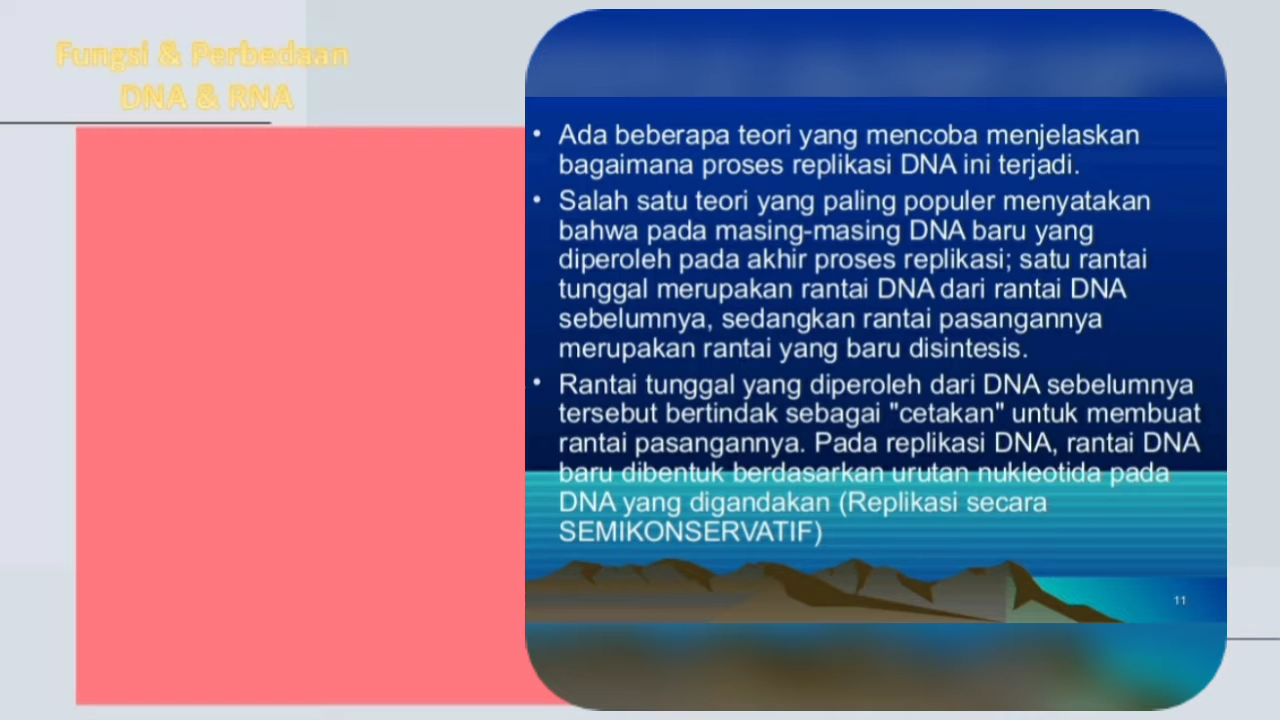 Fungsi & Perbedaan
DNA & RNA
• Ada beberapa teori yang mencoba menjelaskan
bagaimana proses replikasi DNA ini terjadi.
• Salah satu teori yang paling populer menyatakan
bahwa pada masing-masing DNA baru yang
diperoleh pada akhir proses replikasi; satu rantai
tunggal merupakan rantai DNA dari rantai DNA
sebelumnya, sedangkan rantai pasangannya
merupakan rantai yang baru disintesis.
• Rantai tunggal yang diperoleh dari DNA sebelumnya
tersebut bertindak sebagai "cetakan" untuk membuat
rantai pasangannya. Pada replikasi DNA, rantai DNA
baru dibentuk berdasarkan urutan nukleotida pada
DNA yang digandakan (Replikasi secara
SEMIKONSERVATIF)
11